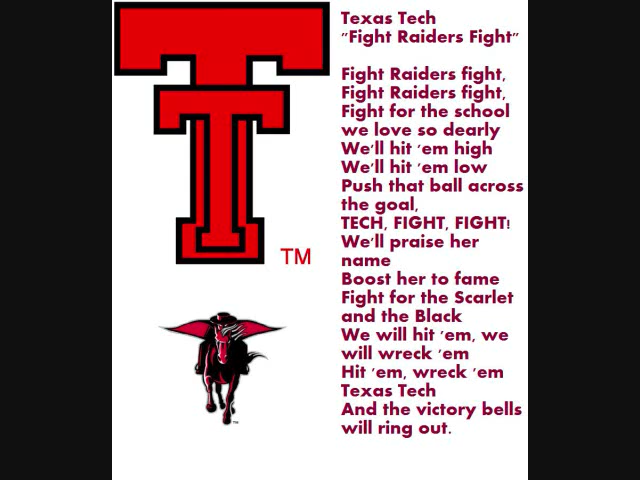 Texas Tech
"Fight Raiders Fight"
Fight Raiders fight,
Fight Raiders fight,
Fight for the school
we love so dearly
We'll hit 'em high
We'll hit 'em low
Push that ball across
the goal,
TECH, FIGHT, FIGHT!
We'll praise her
name
Boost her to fame
Fight for the Scarlet
and the Black
We will hit 'em, we
will wreck 'em
Hit 'em, wreck 'em
Texas Tech
And the victory bells
will ring out.
TT
TM